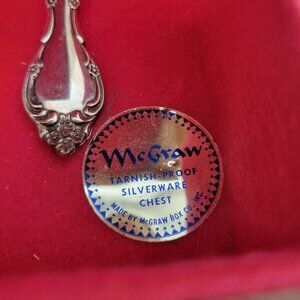 McGraw
TARNISH-PROOF
SILVERWARE
CHEST
MADE BY McGRAW BOX CO., INC.